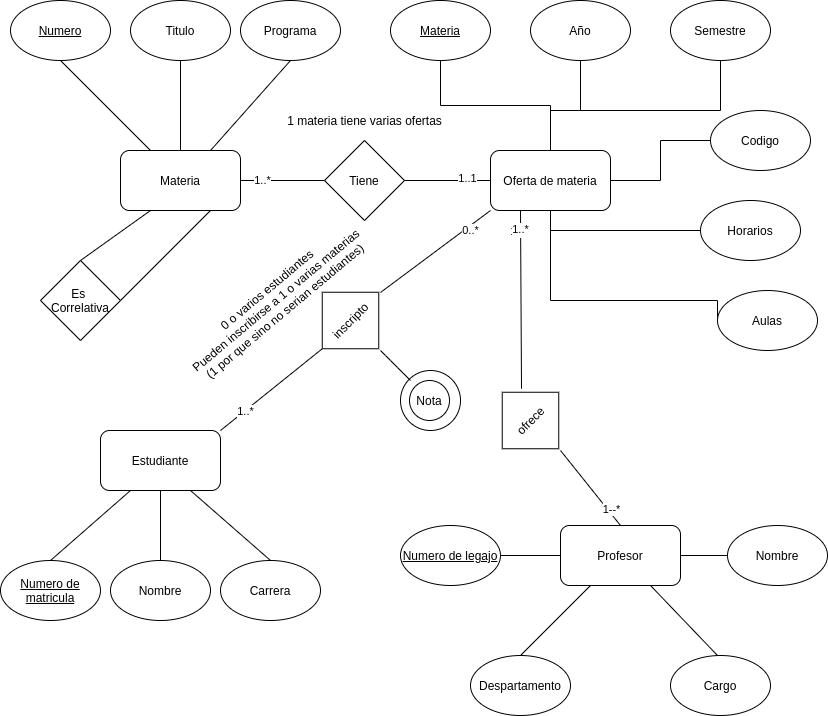 Numero
Titulo
Programa
Materia
Año
Semestre
1 materia tiene varias ofertas
Codigo
Materia
1..*
Tiene
1..1
Oferta de materia
Horarios
0..*
:1..*
Es
Correlativa
0 o varios estudiantes
Pueden inscribirse a 1 o varias materias
(1 por que sino no serian estudiantes)
inscripto
Aulas
Nota
1..*
ofrece
Estudiante
1--*
Numero de legajo
Profesor
Nombre
Numero de
matricula
Nombre
Carrera
Despartamento
Cargo